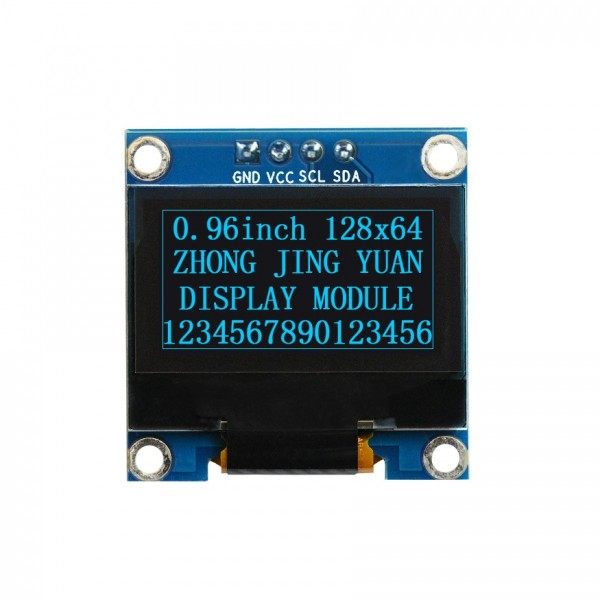 GND VCC SCL SDA
0.96inch 128x64
ZHONG JING YUAN
DISPLAY MODULE
1234567890123456